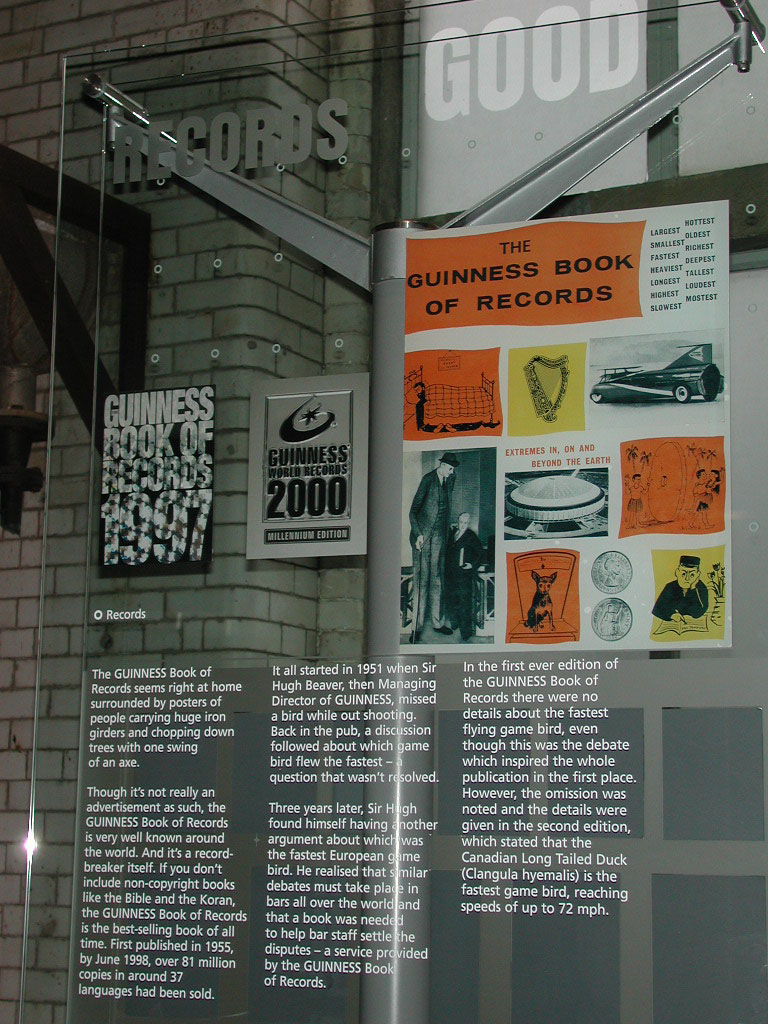 GOOD
RECORDS
THE
GUINNESS BOOK
OF RECORDS
LARGEST
SMALLEST
FASTEST
HEAVIEST
LONGEST
HIGHEST
SLOWEST
HOTTEST
OLDEST
RICHEST
DEEPEST
TALLEST
LOUDEST
MOSTEST
EXTREMES IN, ON AND
BEYOND THE EARTH
GUINNESS
BOOK OF
RECORDS
1997
GUINNESS
WORLD RECORDS
2000
MILLENNIUM EDITION
Records
The GUINNESS Book of
Records seems right at home
surrounded by posters of
people carrying huge iron
girders and chopping down
trees with one swing
of an axe.
Though it's not really an
advertisement as such, the
GUINNESS Book of Records
is very well known around
the world. And it's a record-
breaker itself. If you don't
include non-copyright books
like the Bible and the Koran,
the GUINNESS Book of Records
is the best-selling book of all
time. First published in 1955,
by June 1998, over 81 million
copies in around 37
languages had been sold.
It all started in 1951 when Sir
Hugh Beaver, then Managing
Director of GUINNESS, missed
a bird while out shooting.
Back in the pub, a discussion
followed about which game
bird flew the fastest – a
question that wasn't resolved.
Three years later, Sir Hugh
found himself having another
argument about which was
the fastest European game
bird. He realised that similar
debates must take place in
bars all over the world and
that a book was needed
to help bar staff settle the
disputes – a service provided
by the GUINNESS Book
of Records.
In the first ever edition of
the GUINNESS Book of
Records there were no
details about the fastest
flying game bird, even
though this was the debate
which inspired the whole
publication in the first place.
However, the omission was
noted and the details were
given in the second edition,
which stated that the
Canadian Long Tailed Duck
(Clangula hyemalis) is the
fastest game bird, reaching
speeds of up to 72 mph.